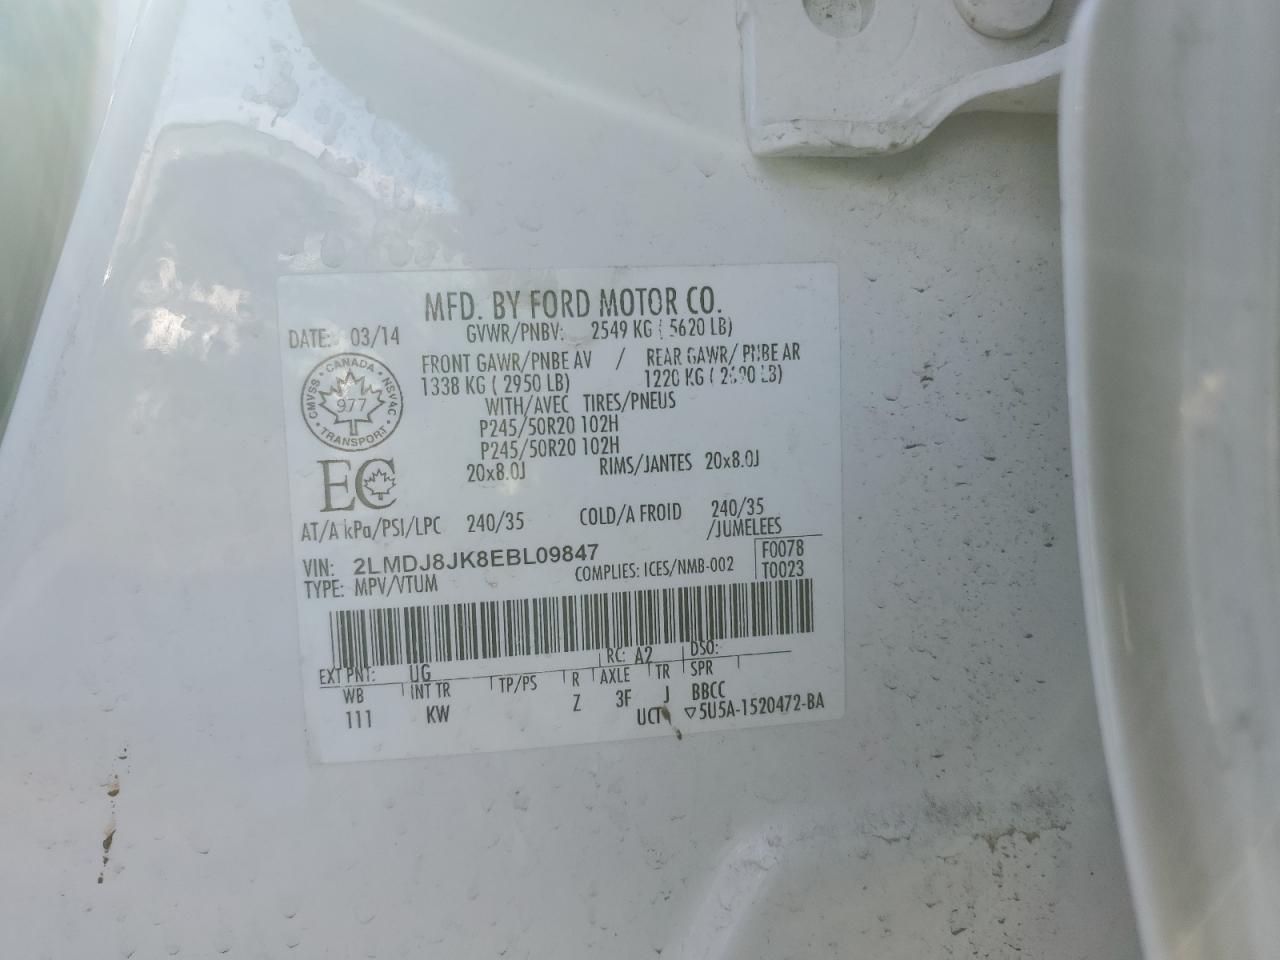 MFD. BY FORD MOTOR CO.
DATE: 03/14
GVWR/PNBV: 2549 KG ( 5620 LB)
FRONT GAWR/PNBE AV / REAR GAWR/ PNBE AR
1338 KG ( 2950 LB) 1220 KG ( LB)
WITH/AVEC TIRES/PNEUS
P245/50R20 102H
P245/50R20 102H
20x8.0J RIMS/JANTES 20x8.0J
CANADA
CMVSS NSVAC
977
TRANSPORT
EC
AT/A kPa/PSI/LPC 240/35 COLD/A FROID 240/35
/JUMELEES
VIN: 2LMDJ8JK8EBL09847
TYPE: MPV/VTUM COMPLIES: ICES/NMB-002
F0078
T0023
EXT PNT: UG RC: A2 DSO:
WB INT TR TP/PS R AXLE TR SPR
111 KW Z 3F J BBCC
UCT ▽5U5A-1520472-BA